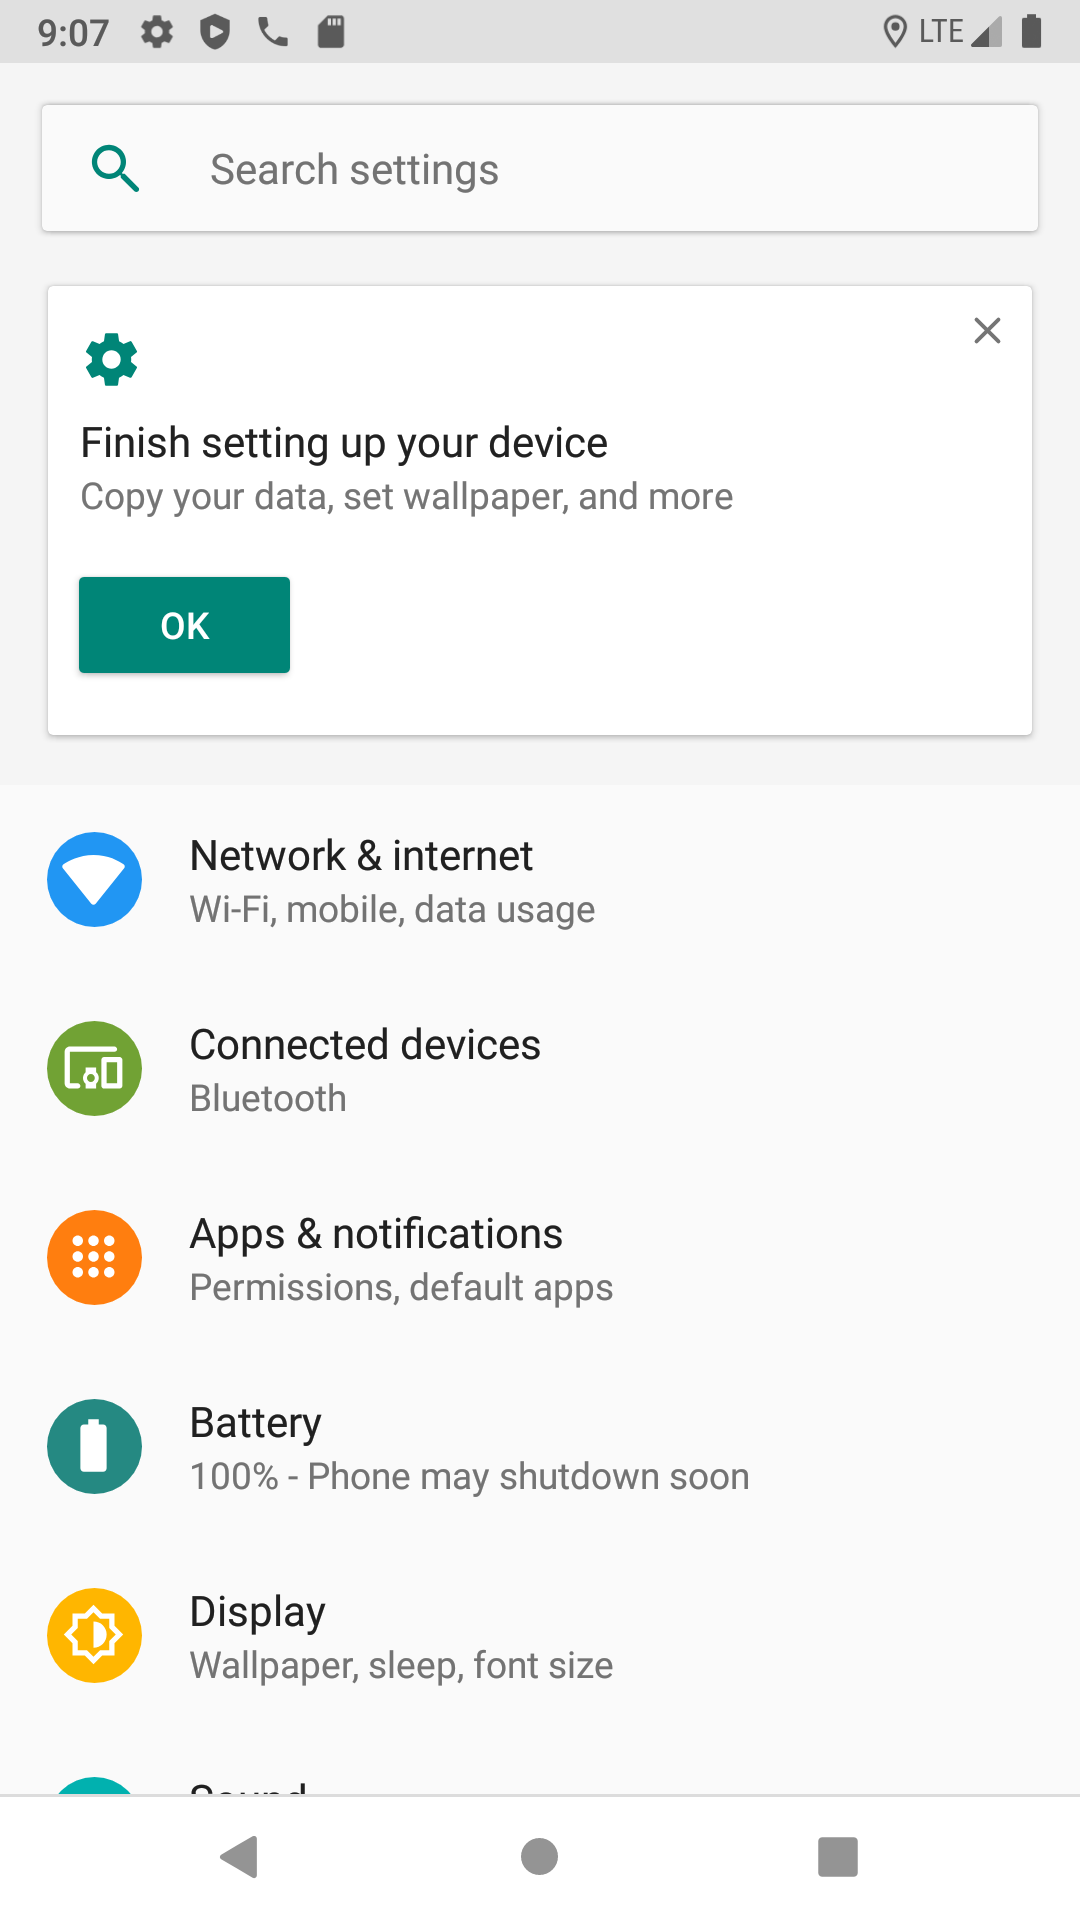 9:07 LTE
Search settings
Finish setting up your device
Copy your data, set wallpaper, and more
OK
Network & internet
Wi-Fi, mobile, data usage
Connected devices
Bluetooth
Apps & notifications
Permissions, default apps
Battery
100% - Phone may shutdown soon
Display
Wallpaper, sleep, font size
Sound